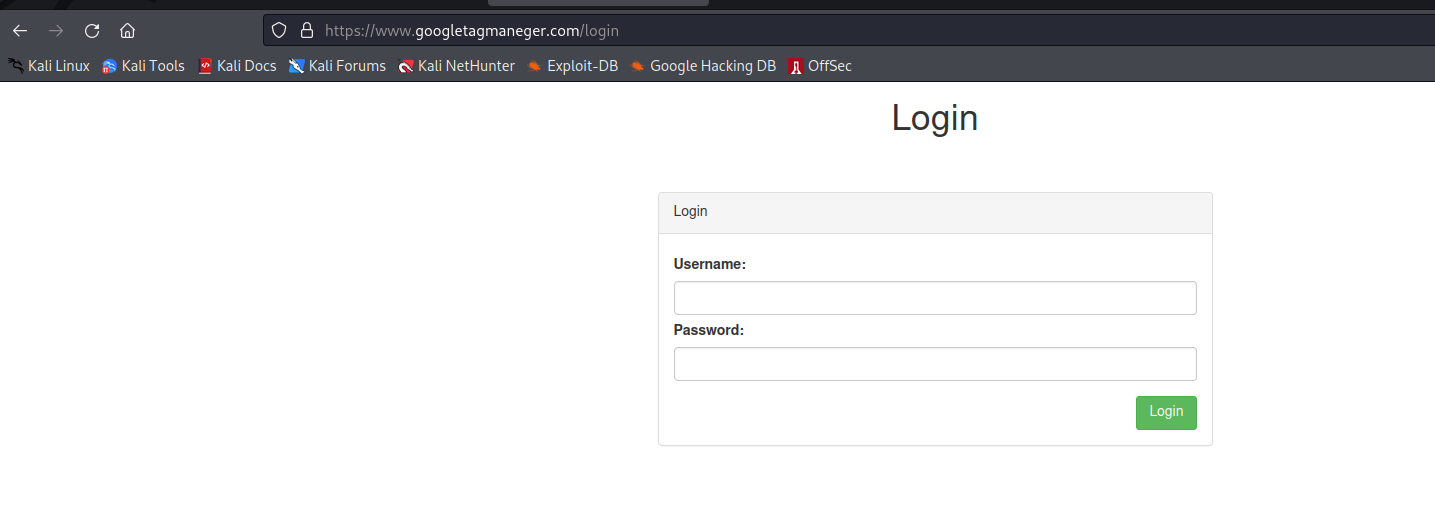 https://www.googletagmaneger.com/login
Kali Linux Kali Tools Kali Docs Kali Forums Kali NetHunter Exploit-DB Google Hacking DB OffSec
Login
Login
Username:
Password:
Login